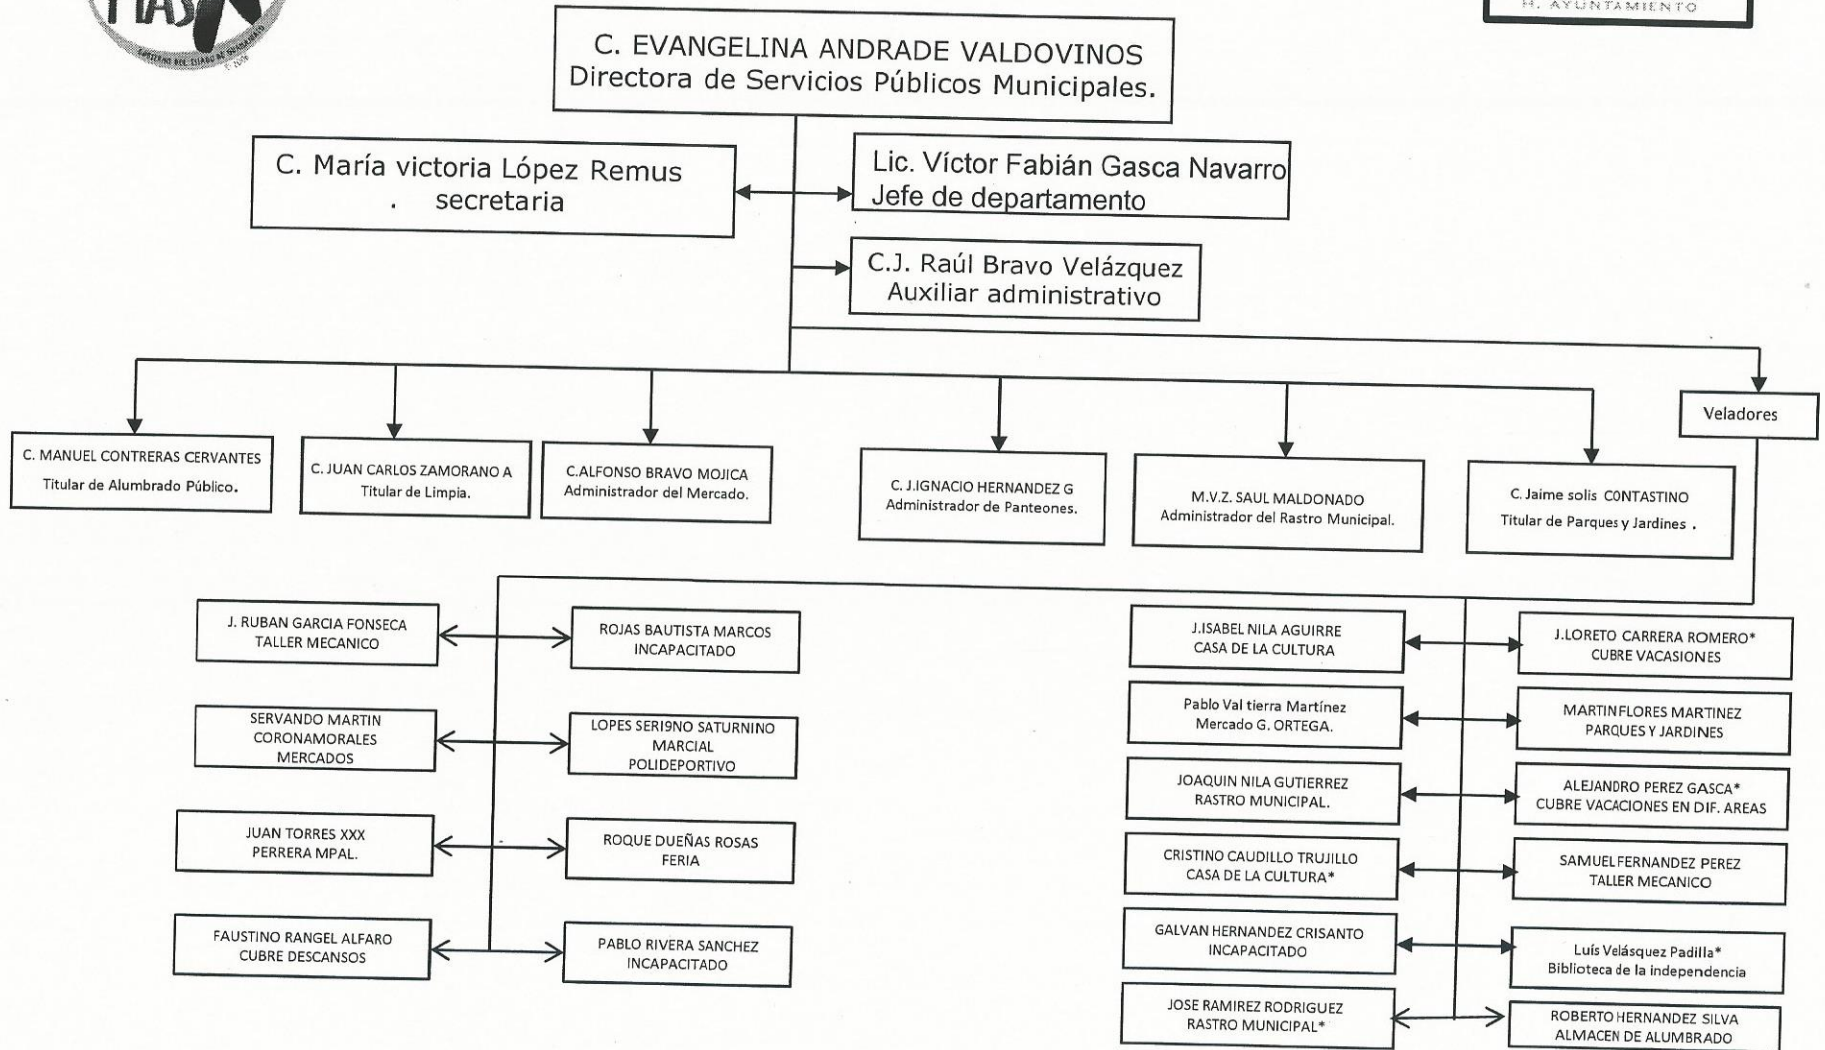 MAS
GOBIERNO DEL ESTADO DE GUANAJUATO
H. AYUNTAMIENTO
C. EVANGELINA ANDRADE VALDOVINOS
Directora de Servicios Públicos Municipales.
C. María victoria López Remus
. secretaria
Lic. Víctor Fabián Gasca Navarro
Jefe de departamento
C.J. Raúl Bravo Velázquez
Auxiliar administrativo
Veladores
C. MANUEL CONTRERAS CERVANTES
Titular de Alumbrado Público.
C. JUAN CARLOS ZAMORANO A
Titular de Limpia.
C.ALFONSO BRAVO MOJICA
Administrador del Mercado.
C. J.IGNACIO HERNANDEZ G
Administrador de Panteones.
M.V.Z. SAUL MALDONADO
Administrador del Rastro Municipal.
C. Jaime solis CONTASTINO
Titular de Parques y Jardines .
J. RUBAN GARCIA FONSECA
TALLER MECANICO
ROJAS BAUTISTA MARCOS
INCAPACITADO
SERVANDO MARTIN
CORONAMORALES
MERCADOS
LOPES SERI9NO SATURNINO
MARCIAL
POLIDEPORTIVO
JUAN TORRES XXX
PERRERA MPAL.
ROQUE DUEÑAS ROSAS
FERIA
FAUSTINO RANGEL ALFARO
CUBRE DESCANSOS
PABLO RIVERA SANCHEZ
INCAPACITADO
J.ISABEL NILA AGUIRRE
CASA DE LA CULTURA
J.LORETO CARRERA ROMERO*
CUBRE VACASIONES
Pablo Val tierra Martínez
Mercado G. ORTEGA.
MARTINFLORES MARTINEZ
PARQUES Y JARDINES
JOAQUIN NILA GUTIERREZ
RASTRO MUNICIPAL.
ALEJANDRO PEREZ GASCA*
CUBRE VACACIONES EN DIF. AREAS
CRISTINO CAUDILLO TRUJILLO
CASA DE LA CULTURA*
SAMUELFERNANDEZ PEREZ
TALLER MECANICO
GALVAN HERNANDEZ CRISANTO
INCAPACITADO
Luís Velásquez Padilla*
Biblioteca de la independencia
JOSE RAMIREZ RODRIGUEZ
RASTRO MUNICIPAL*
ROBERTO HERNANDEZ SILVA
ALMACEN DE ALUMBRADO